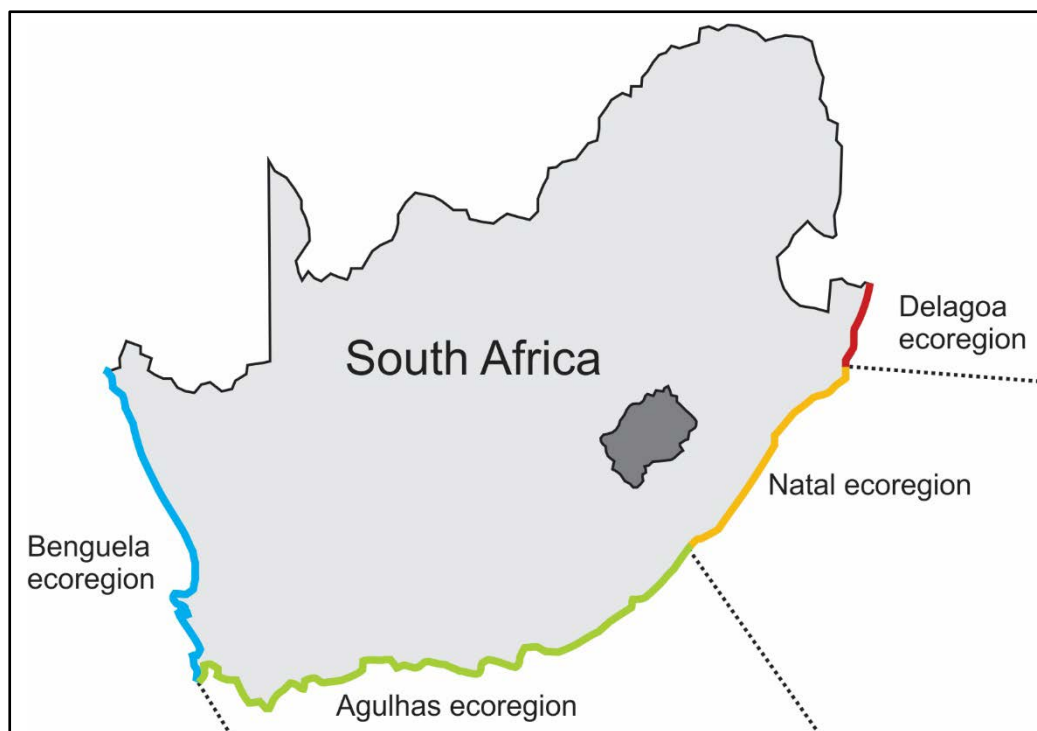 South Africa
Delagoa
ecoregion
Natal ecoregion
Benguela
ecoregion
Agulhas ecoregion